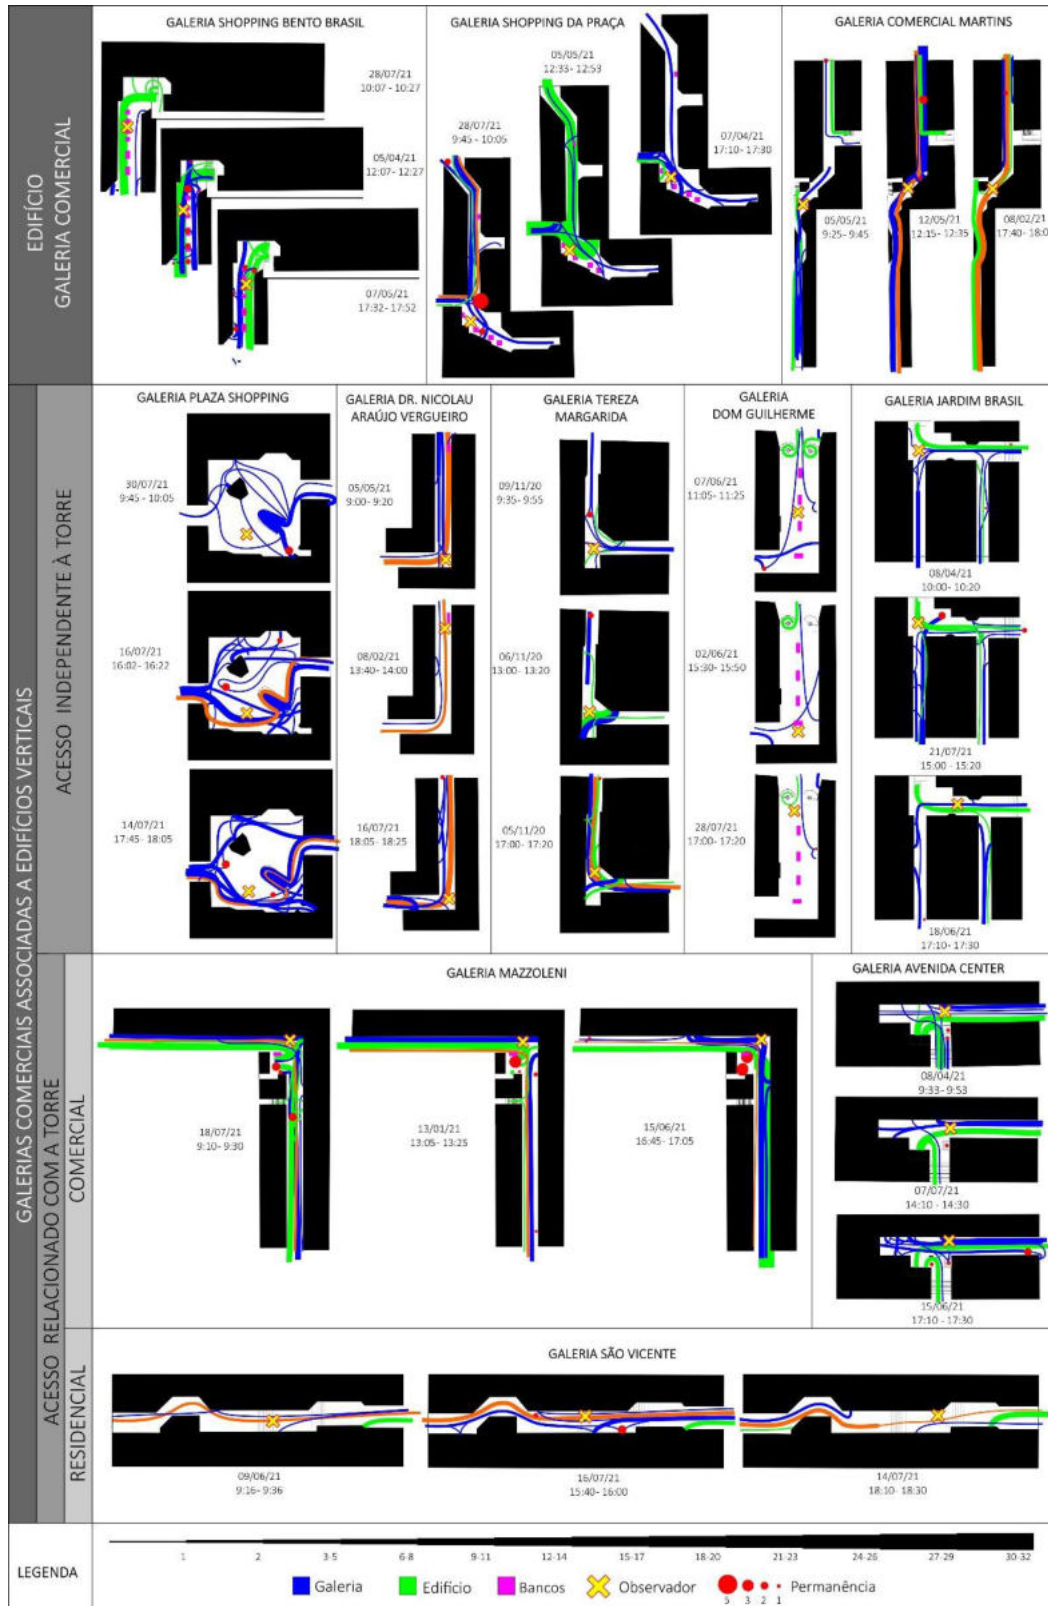 EDIFÍCIO
GALERIA COMERCIAL
GALERIA SHOPPING BENTO BRASIL
28/07/21
10:07 - 10:27
05/04/21
12:07- 12:27
07/05/21
17:32 - 17:52
GALERIA SHOPPING DA PRAÇA
28/07/21
9:45 - 10:05
05/05/21
12:33- 12:53
07/04/21
17:10- 17:30
GALERIA COMERCIAL MARTINS
05/05/21
9:25- 9:45
12/05/21
12:15- 12:35
08/02/21
17:40- 18:0
GALERIAS COMERCIAIS ASSOCIADAS A EDIFÍCIOS VERTICAIS
ACESSO INDEPENDENTE À TORRE
GALERIA PLAZA SHOPPING
30/07/21
9:45 - 10:05
16/07/21
16:02- 16:22
14/07/21
17:45- 18:05
GALERIA DR. NICOLAU
ARAÚJO VERGUEIRO
05/05/21
9:00- 9:20
08/02/21
13:40- 14:00
16/07/21
18:05- 18:25
GALERIA TEREZA
MARGARIDA
09/11/20
9:35- 9:55
06/11/20
13:00- 13:20
05/11/20
17:00- 17:20
GALERIA
DOM GUILHERME
07/06/21
11:05- 11:25
02/06/21
15:30- 15:50
28/07/21
17:00- 17:20
GALERIA JARDIM BRASIL
08/04/21
10:00- 10:20
21/07/21
15:00 - 15:20
18/06/21
17:10- 17:30
ACESSO RELACIONADO COM A TORRE
COMERCIAL
GALERIA MAZZOLENI
18/07/21
9:10- 9:30
13/01/21
13:05- 13:25
15/06/21
16:45- 17:05
GALERIA AVENIDA CENTER
08/04/21
9:33- 9:53
07/07/21
14:10 - 14:30
15/06/21
17:10- 17:30
RESIDENCIAL
GALERIA SÃO VICENTE
09/06/21
9:16- 9:36
16/07/21
15:40- 16:00
14/07/21
18:10- 18:30
LEGENDA
1 2 3-5 6-8 9-11 12-14 15-17 18-20 21-23 24-26 27-29 30-32
Galeria Edifício Bancos Observador Permanência
5 3 2 1